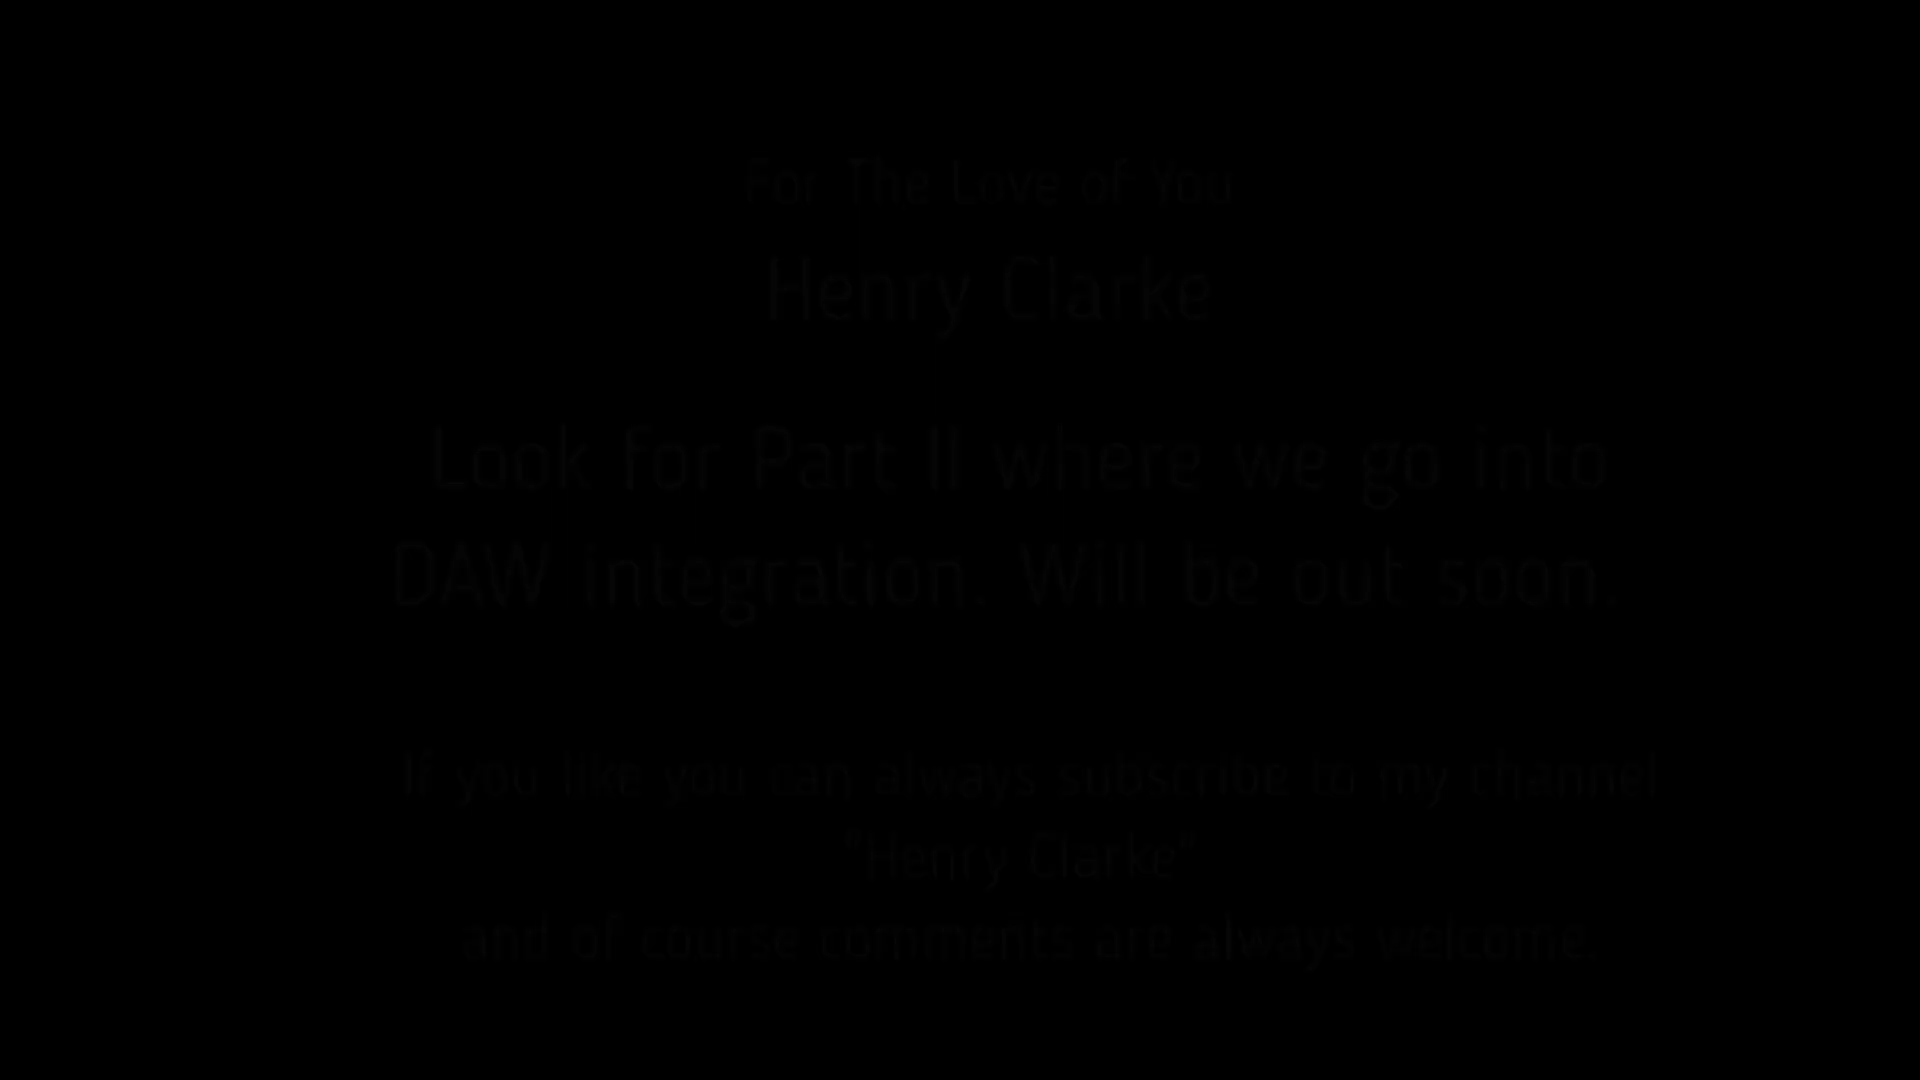 For The Love of You
Henry Clarke
Look for Part II where we go into
DAW integration. Will be out soon.
If you like you can always subscribe to my channel
"Henry Clarke"
and of course comments are always welcome.